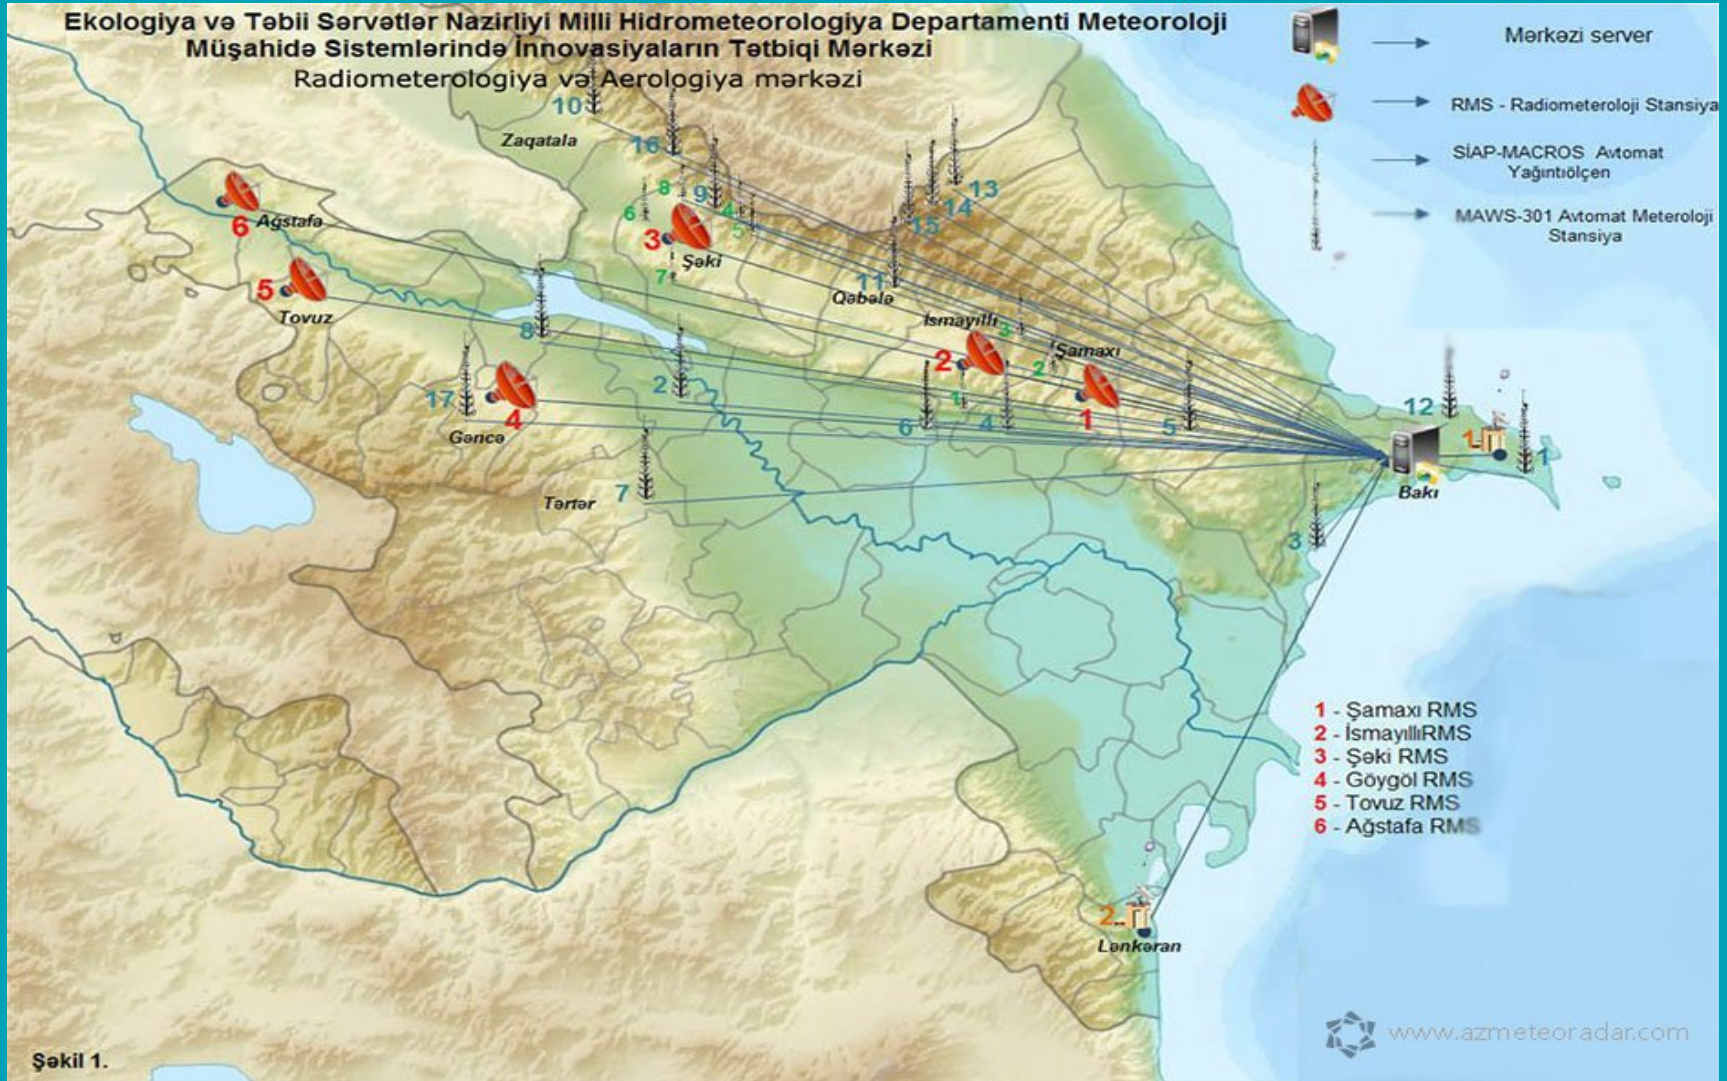 Ekologiya və Təbii Sərvətlər Nazirliyi Milli Hidrometeorologiya Departamenti Meteoroloji
Müşahidə Sistemlərində İnnovasiyaların Tətbiqi Mərkəzi
Radiometerologiya və Aerologiya mərkəzi
Mərkəzi server
RMS - Radiometeroloji Stansiya
SİAP-MACROS Avtomat
Yağıntıölçən
MAWS-301 Avtomat Meteroloji
Stansiya
10
Zaqatala
16
8
9
13
6
4
14
6
Ağstafa
3
5
15
Şəki
7
11
5
Qəbələ
Tovuz
İsmayıllı
3
8
Şamaxı
2
2
2
1
17
4
6
4
1
5
12
Gəncə
1
1
7
Bakı
Tərtər
3
1 - Şamaxı RMS
2 - İsmayıllıRMS
3 - Şəki RMS
4 - Göygöl RMS
5 - Tovuz RMS
6 - Ağstafa RMS
2
Lənkəran
www.azmeteoradar.com
Şəkil 1.